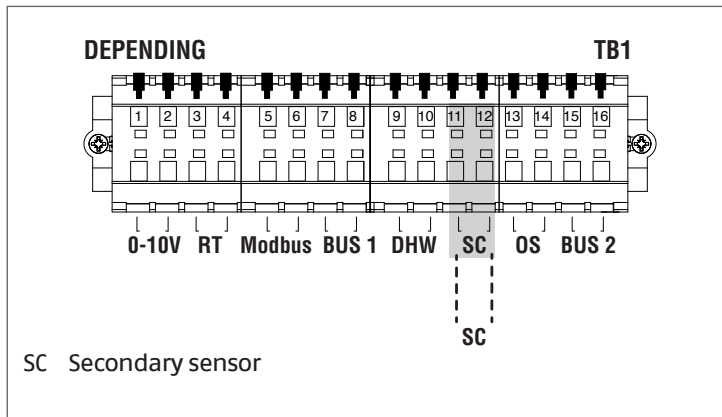 DEPENDING TB1
1 2 3 4 5 6 7 8 9 10 11 12 13 14 15 16
0-10V RT Modbus BUS 1 DHW SC OS BUS 2
SC
SC Secondary sensor